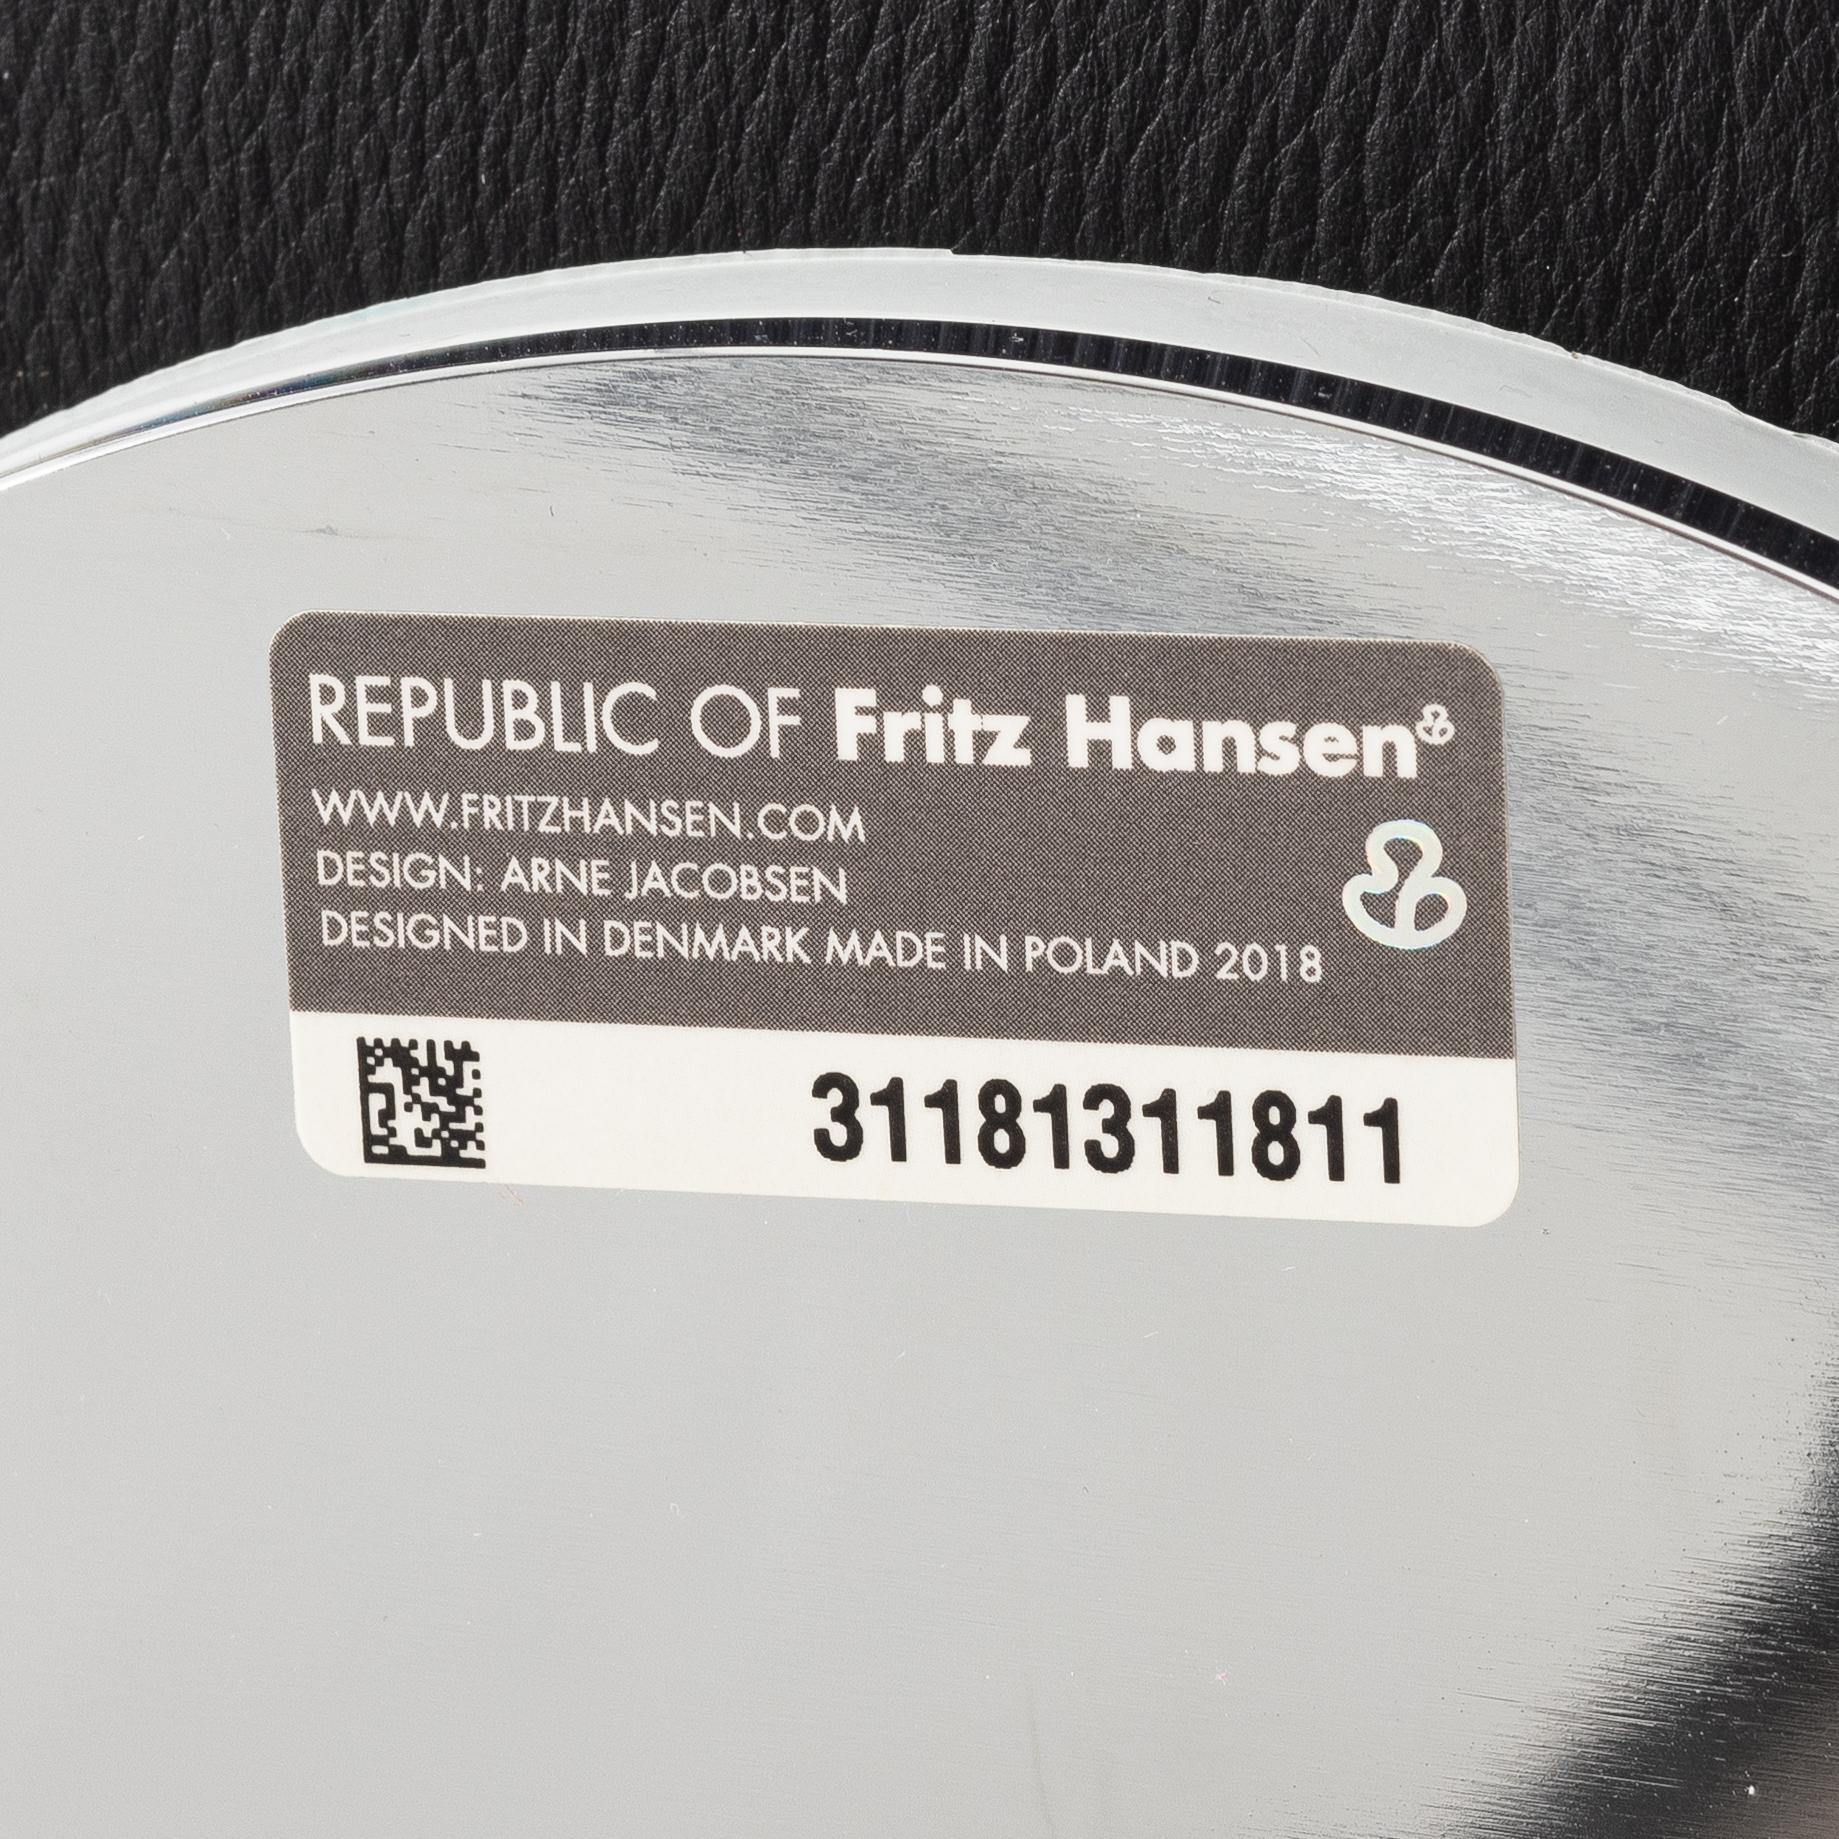 REPUBLIC OF Fritz Hansen
WWW.FRITZHANSEN.COM
DESIGN: ARNE JACOBSEN
DESIGNED IN DENMARK MADE IN POLAND 2018
31181311811